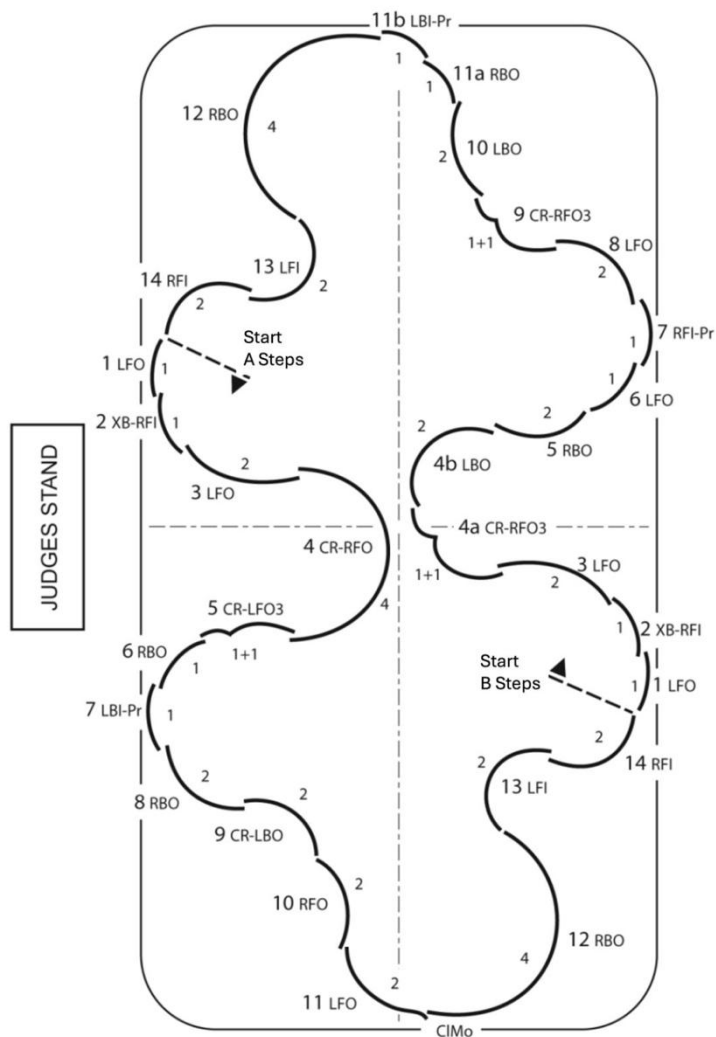 11b LBI-Pr
1
11a RBO
1
12 RBO
4
10 LBO
2
9 CR-RFO3
1+1
8 LFO
2
13 LFI
2
14 RFI
2
7 RFI-Pr
1
Start
A Steps
1 LFO
1
6 LFO
1
2 XB-RFI
1
2
5 RBO
2
4b LBO
2
3 LFO
JUDGES STAND
4a CR-RFO3
1+1
4 CR-RFO
4
3 LFO
2
5 CR-LFO3
1+1
2 XB-RFI
1
6 RBO
1
Start
B Steps
1 LFO
1
7 LBI-Pr
1
14 RFI
2
13 LFI
2
8 RBO
2
9 CR-LBO
2
10 RFO
2
12 RBO
4
11 LFO
2
ClMo